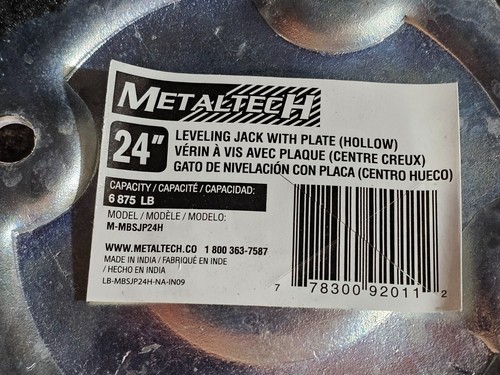 METALTECH
24"
LEVELING JACK WITH PLATE (HOLLOW)
VÉRIN À VIS AVEC PLAQUE (CENTRE CREUX)
GATO DE NIVELACIÓN CON PLACA (CENTRO HUECO)
CAPACITY / CAPACITÉ / CAPACIDAD:
6 875 LB
MODEL / MODÈLE / MODELO:
M-MBSJP24H
WWW.METALTECH.CO 1 800 363-7587
MADE IN INDIA / FABRIQUÉ EN INDE
/ HECHO EN INDIA
LB-MBSJP24H-NA-IN09
7 78300 92011 2